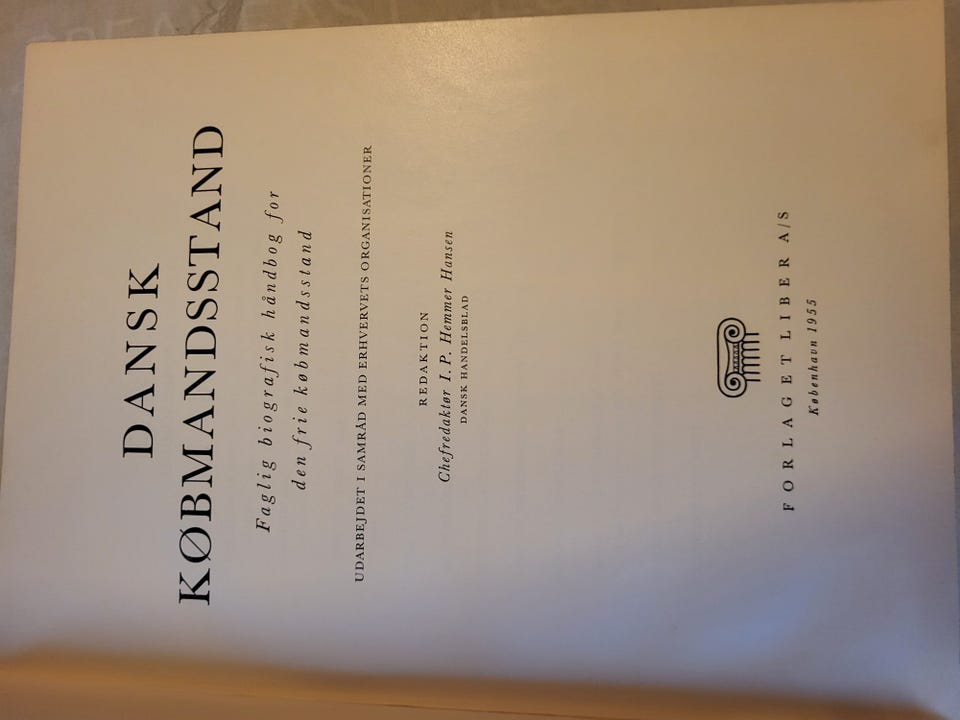 DANSK
KØBMANDSSTAND
Faglig biografisk håndbog for
den frie købmandsstand
UDARBEJDET I SAMRÅD MED ERHVERVETS ORGANISATIONER
REDAKTION
Chefredaktør I. P. Hemmer Hansen
DANSK HANDELSBLAD
FORLAGET LIBER A/S
København 1955